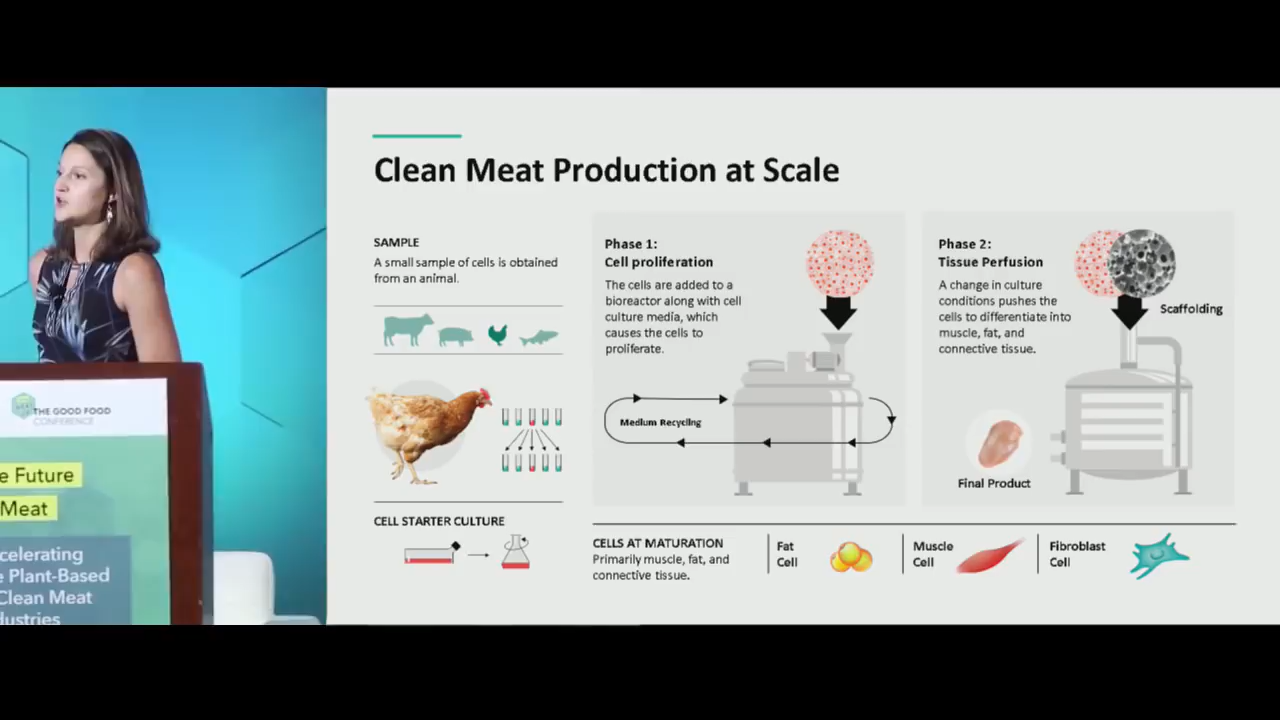 Clean Meat Production at Scale
SAMPLE
A small sample of cells is obtained
from an animal.
CELL STARTER CULTURE
Phase 1:
Cell proliferation
The cells are added to a
bioreactor along with cell
culture media, which
causes the cells to
proliferate.
Medium Recycling
Phase 2:
Tissue Perfusion
A change in culture
conditions pushes the
cells to differentiate into
muscle, fat, and
connective tissue.
Scaffolding
Final Product
CELLS AT MATURATION
Primarily muscle, fat, and
connective tissue.
Fat
Cell
Muscle
Cell
Fibroblast
Cell
THE GOOD FOOD
CONFERENCE
e Future
Meat
celerating
e Plant-Based
Clean Meat
dustries